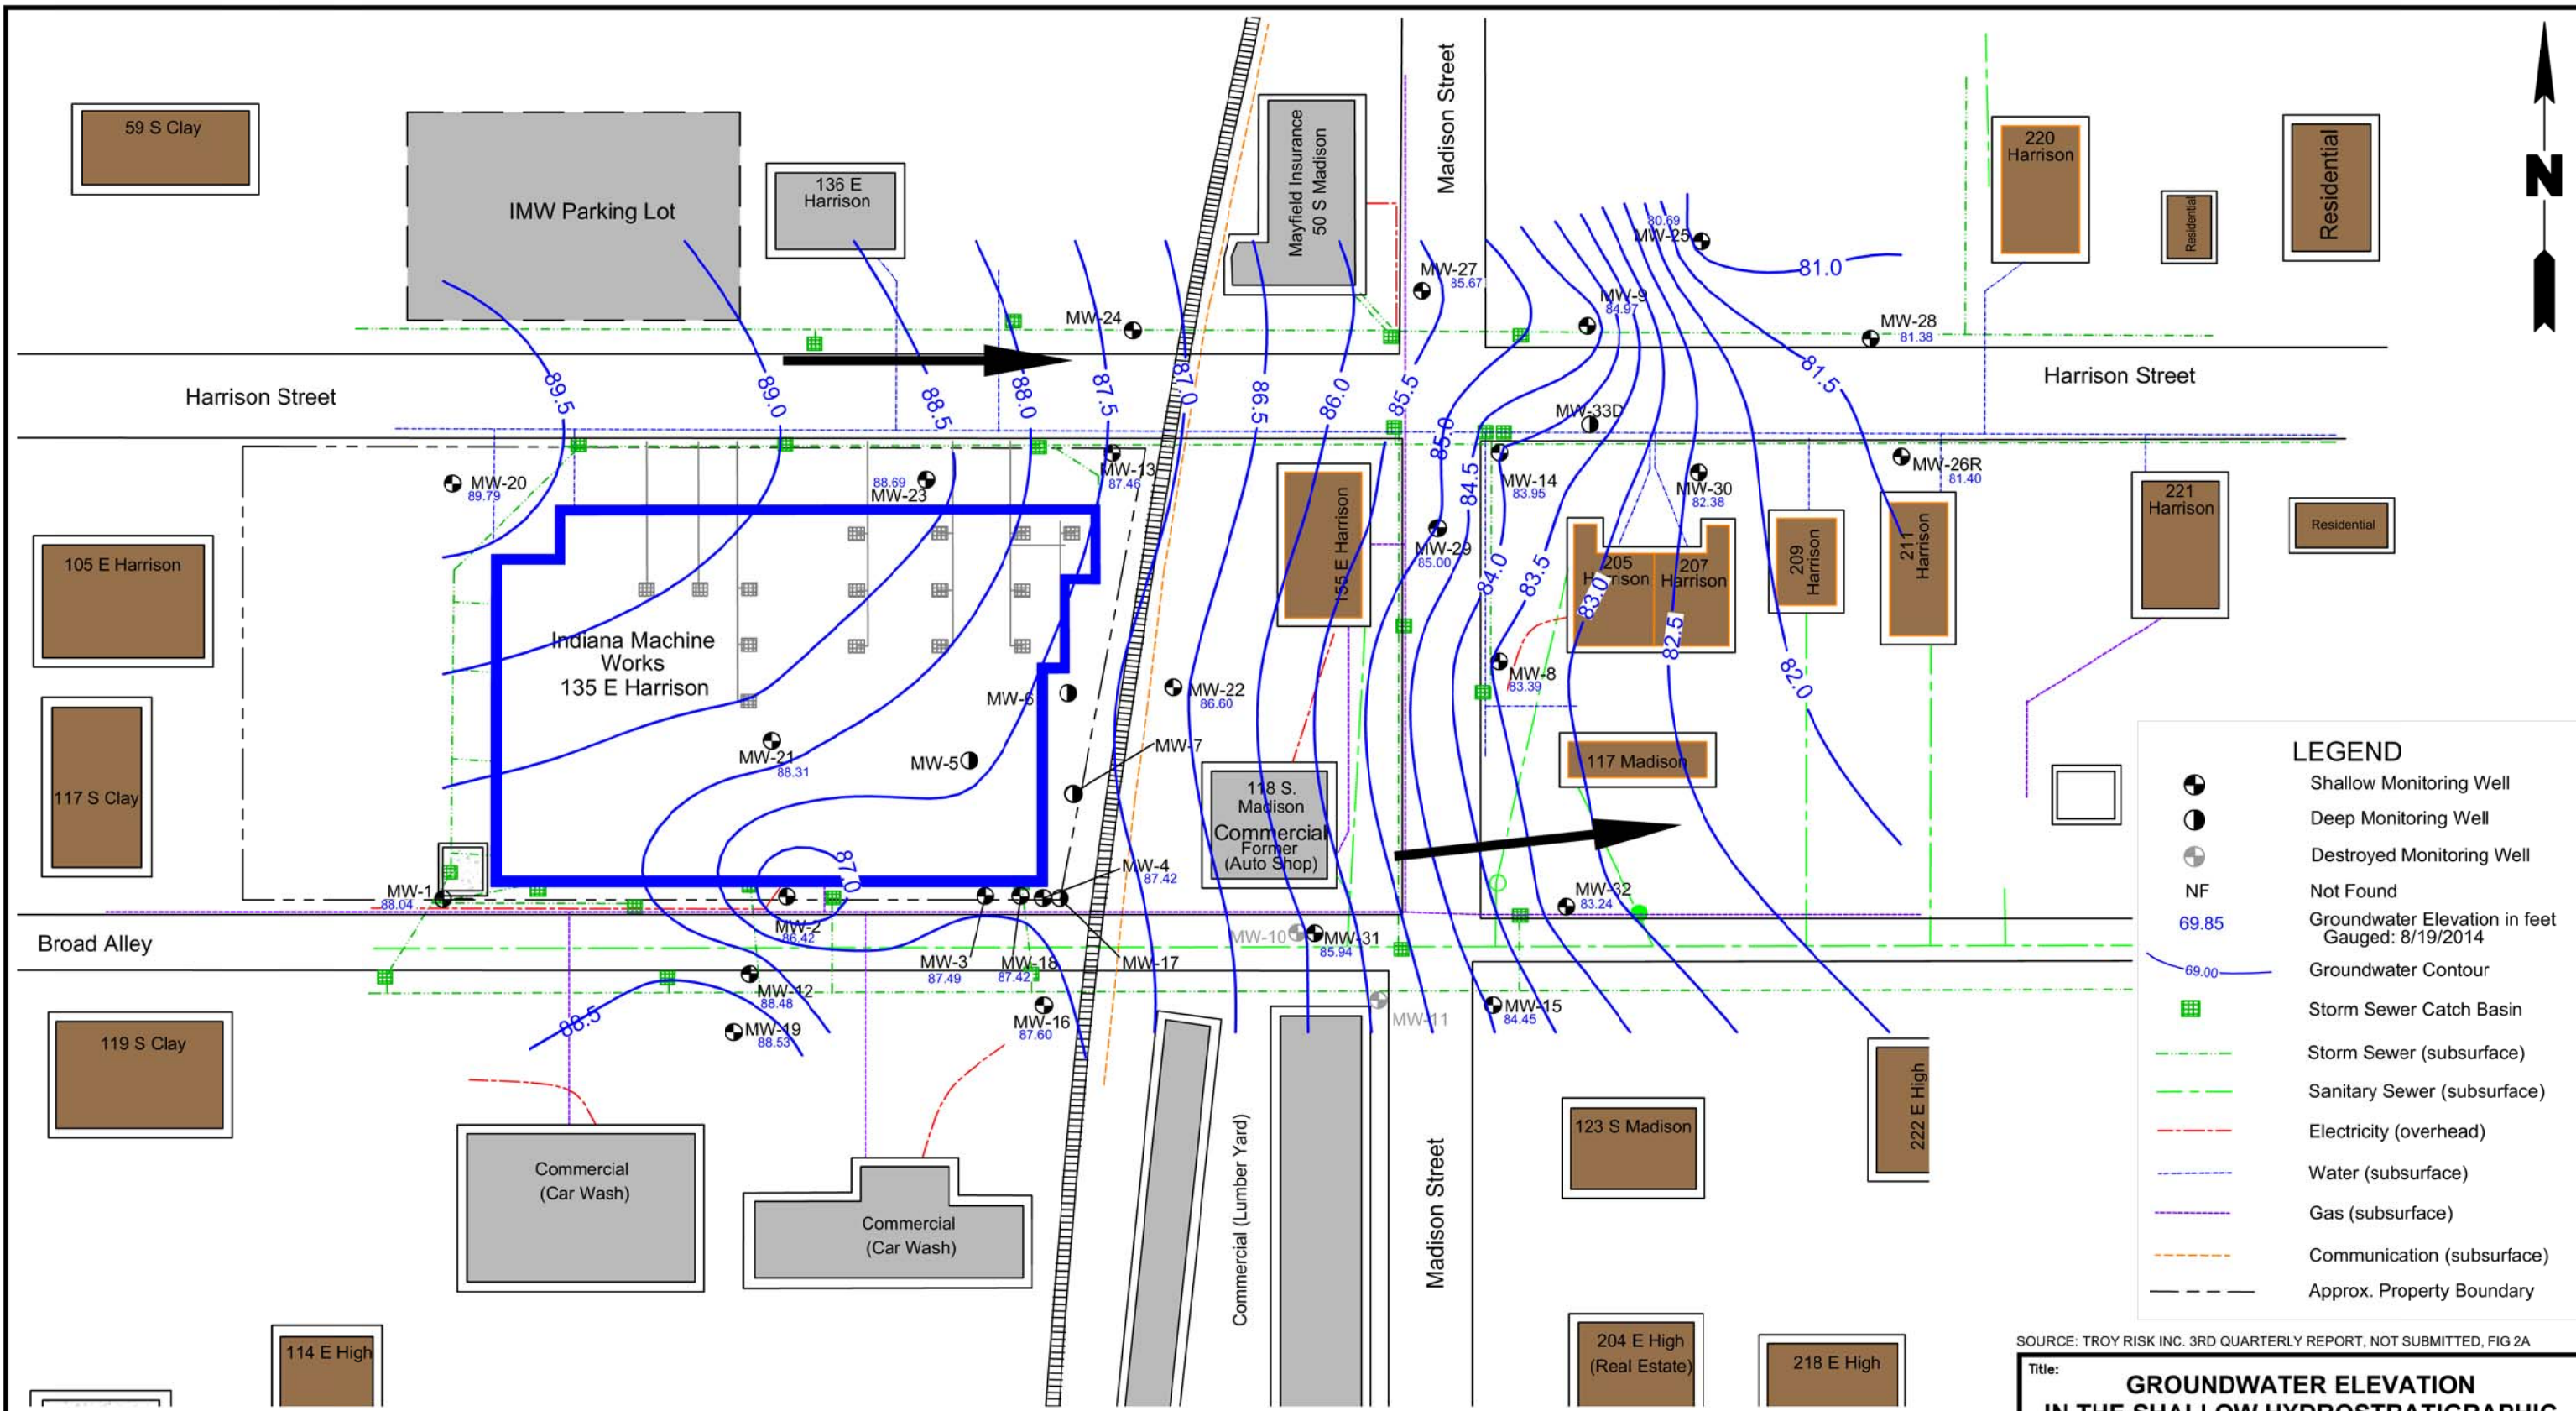 59 S Clay
IMW Parking Lot
136 E
Harrison
Mayfield Insurance
50 S Madison
Madison Street
220
Harrison
Residential
Residential
N
80.69
MW-25
MW-27
85.67
81.0
MW-9
84.97
MW-24
MW-28
81.38
Harrison Street
89.5
89.0
88.5
88.0
87.5
87.0
86.5
86.0
85.5
85.0
84.5
84.0
83.5
83.0
82.5
82.0
81.5
Harrison Street
MW-33D
MW-20
89.79
88.69
MW-23
MW-13
87.46
MW-14
83.95
MW-30
82.38
MW-26R
81.40
105 E Harrison
155 E Harrison
MW-29
85.00
205
Harrison
207
Harrison
209
Harrison
211
Harrison
221
Harrison
Residential
Indiana Machine
Works
135 E Harrison
MW-6
MW-22
86.60
MW-8
83.39
117 S Clay
MW-21
88.31
MW-5
MW-7
117 Madison
118 S.
Madison
Commercial
Former
(Auto Shop)
87.0
MW-1
88.04
MW-4
87.42
MW-2
86.42
MW-32
83.24
Broad Alley
MW-3
87.49
MW-18
87.42
MW-17
MW-10
MW-31
85.94
MW-12
88.48
MW-19
88.53
88.5
MW-16
87.60
MW-11
MW-15
84.45
119 S Clay
Commercial
(Car Wash)
Commercial
(Car Wash)
Commercial (Lumber Yard)
Madison Street
123 S Madison
222 E High
114 E High
204 E High
(Real Estate)
218 E High
LEGEND
Shallow Monitoring Well
Deep Monitoring Well
Destroyed Monitoring Well
NF Not Found
69.85 Groundwater Elevation in feet
Gauged: 8/19/2014
69.00 Groundwater Contour
Storm Sewer Catch Basin
Storm Sewer (subsurface)
Sanitary Sewer (subsurface)
Electricity (overhead)
Water (subsurface)
Gas (subsurface)
Communication (subsurface)
Approx. Property Boundary
SOURCE: TROY RISK INC. 3RD QUARTERLY REPORT, NOT SUBMITTED, FIG 2A
Title:
GROUNDWATER ELEVATION
IN THE SHALLOW HYDROSTRATIGRAPHIC